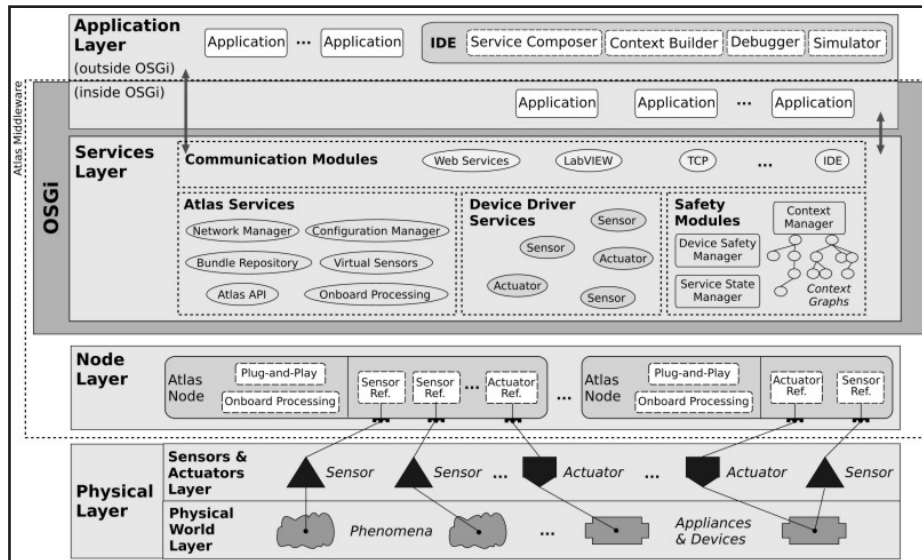 Application Layer
(outside OSGi)
(inside OSGi)
Application ... Application
IDE Service Composer Context Builder Debugger Simulator
Application Application ... Application
Atlas Middleware
OSGi
Services Layer
Communication Modules Web Services LabVIEW TCP ... IDE
Atlas Services
Network Manager Configuration Manager
Bundle Repository Virtual Sensors
Atlas API Onboard Processing
Device Driver Services
Sensor
Sensor
Actuator
Actuator
Sensor
Safety Modules
Context Manager
Device Safety Manager
Service State Manager
Context Graphs
Node Layer
Atlas Node
Plug-and-Play
Onboard Processing
Sensor Ref. Sensor Ref. ... Actuator Ref.
...
Atlas Node
Plug-and-Play
Onboard Processing
Actuator Ref. Sensor Ref.
Physical Layer
Sensors & Actuators Layer
Sensor Sensor ... Actuator ... Actuator Sensor
Physical World Layer
Phenomena ... Appliances & Devices